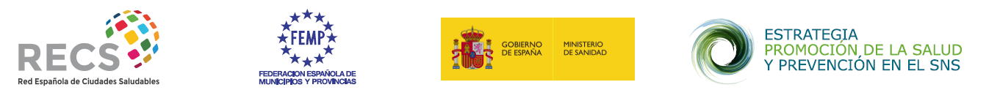 RECS
Red Española de Ciudades Saludables
FEMP
FEDERACION ESPAÑOLA DE
MUNICIPIOS Y PROVINCIAS
GOBIERNO
DE ESPAÑA
MINISTERIO
DE SANIDAD
ESTRATEGIA
PROMOCIÓN DE LA SALUD
Y PREVENCIÓN EN EL SNS